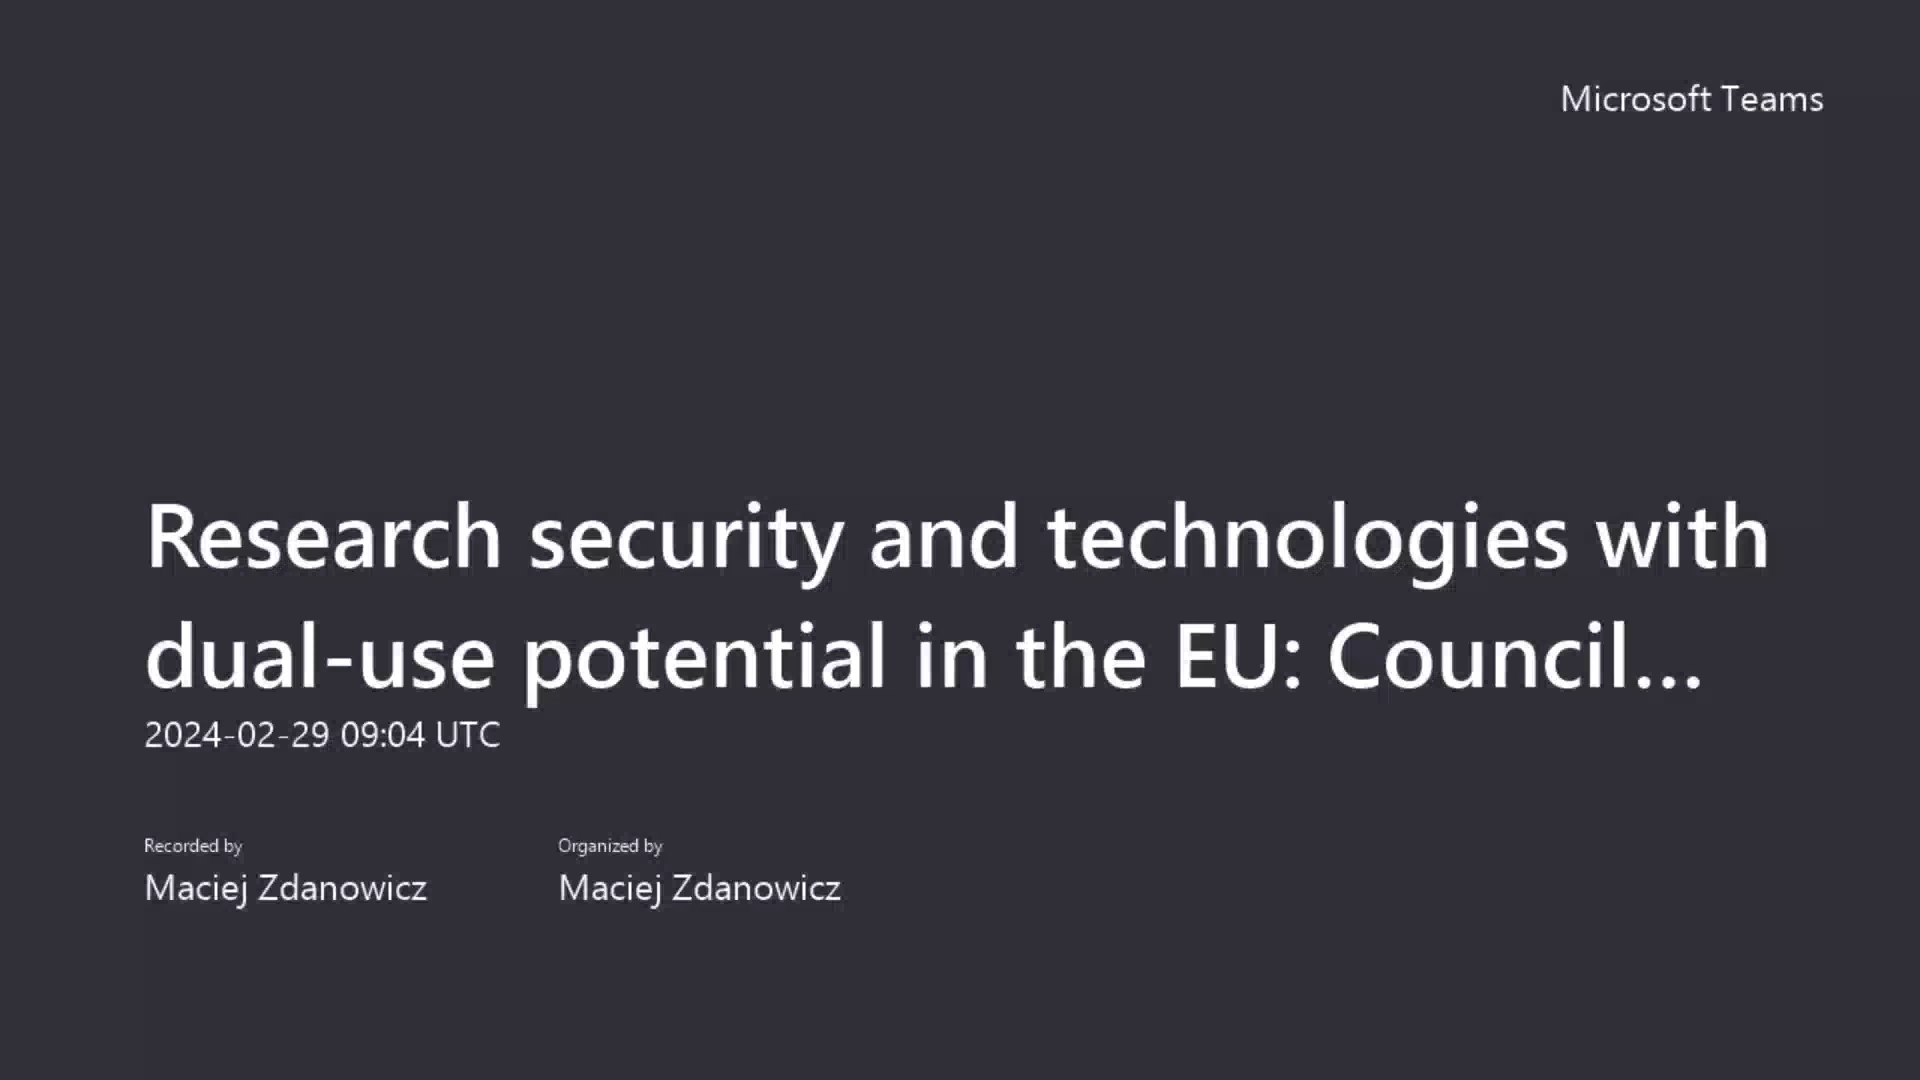 Microsoft Teams
Research security and technologies with
dual-use potential in the EU: Council...
2024-02-29 09:04 UTC
Recorded by
Organized by
Maciej Zdanowicz
Maciej Zdanowicz